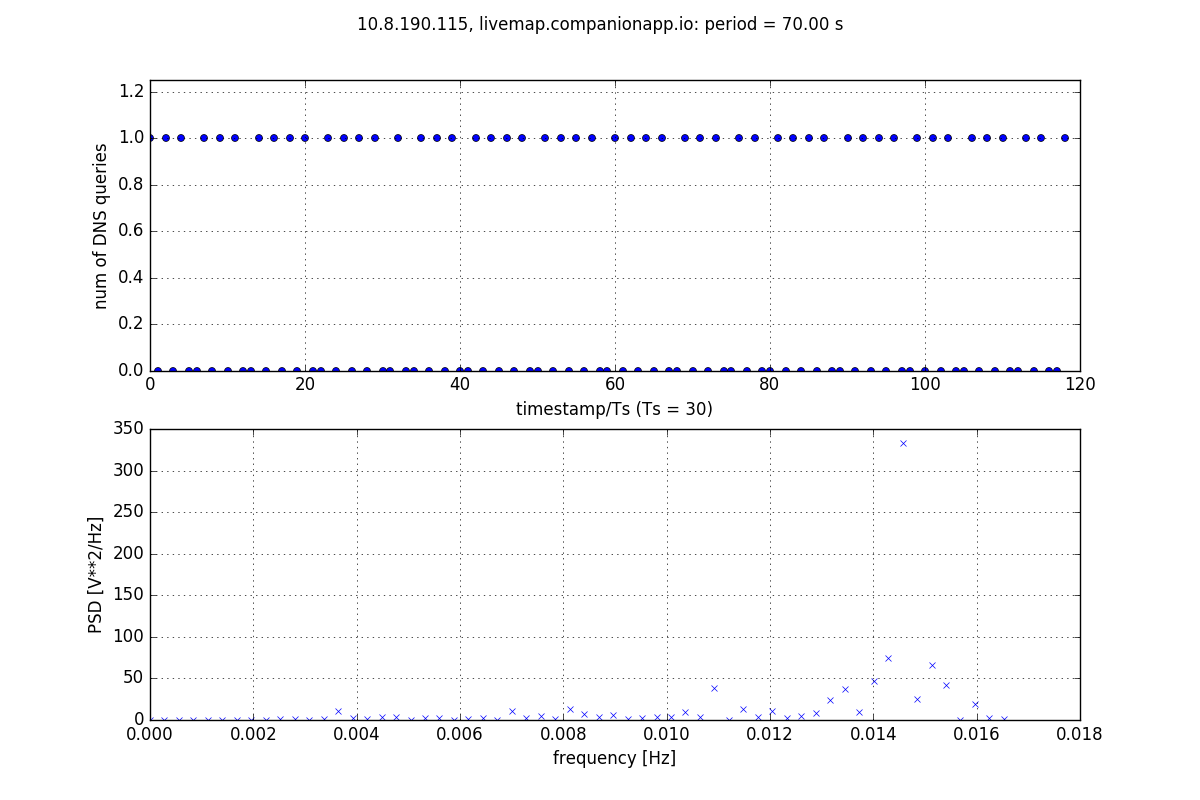 10.8.190.115, livemap.companionapp.io: period = 70.00 s
1.2
1.0
0.8
0.6
0.4
0.2
0.0
num of DNS queries
0 20 40 60 80 100 120
timestamp/Ts (Ts = 30)
350
300
250
200
150
100
50
0
PSD [V**2/Hz]
0.000 0.002 0.004 0.006 0.008 0.010 0.012 0.014 0.016 0.018
frequency [Hz]